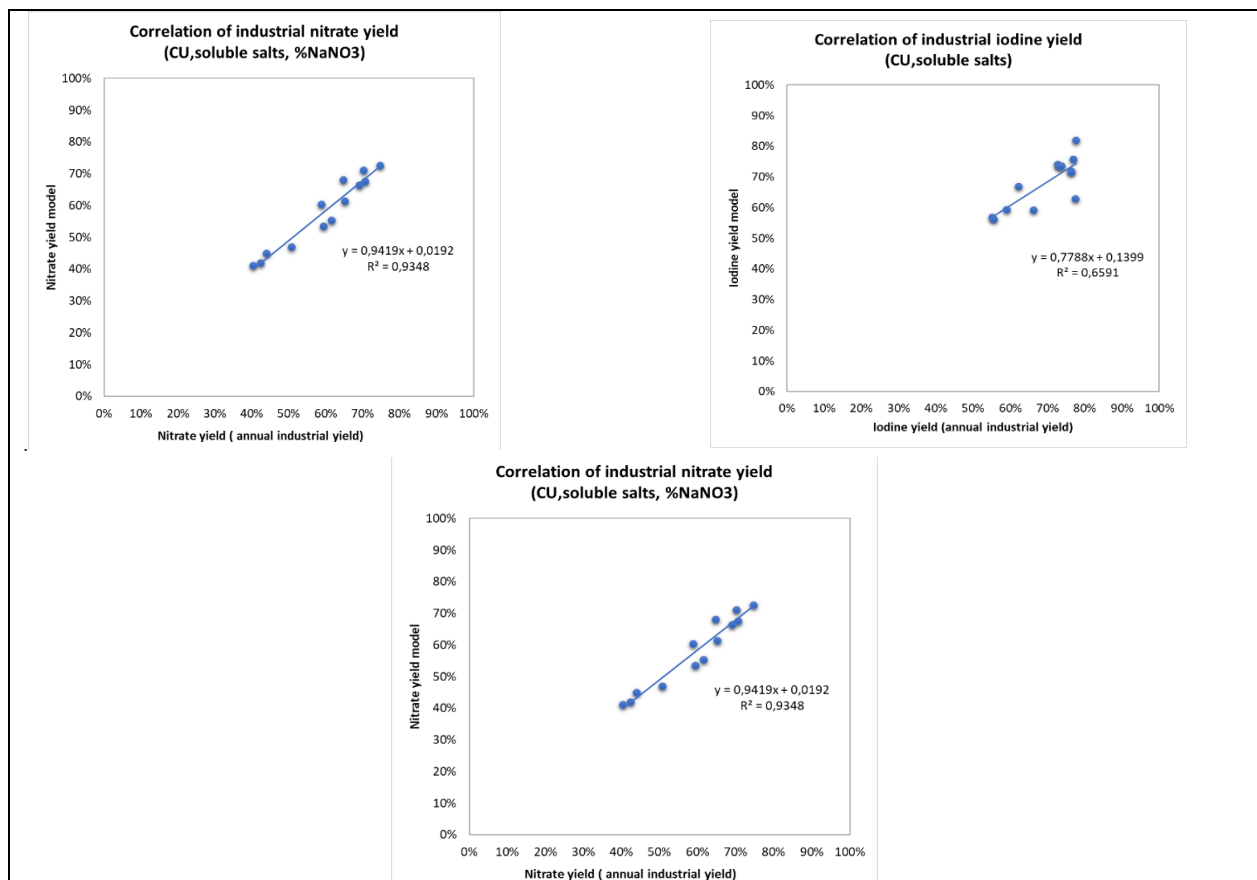 Correlation of industrial nitrate yield
(CU,soluble salts, %NaNO3)
100%
90%
80%
70%
60%
50%
40%
30%
20%
10%
0%
Nitrate yield model
y = 0,9419x + 0,0192
R² = 0,9348
0% 10% 20% 30% 40% 50% 60% 70% 80% 90% 100%
Nitrate yield ( annual industrial yield)
Correlation of industrial iodine yield
(CU,soluble salts)
100%
90%
80%
70%
60%
50%
40%
30%
20%
10%
0%
Iodine yield model
y = 0,7788x + 0,1399
R² = 0,6591
0% 10% 20% 30% 40% 50% 60% 70% 80% 90% 100%
Iodine yield (annual industrial yield)
.
Correlation of industrial nitrate yield
(CU,soluble salts, %NaNO3)
100%
90%
80%
70%
60%
50%
40%
30%
20%
10%
0%
Nitrate yield model
y = 0,9419x + 0,0192
R² = 0,9348
0% 10% 20% 30% 40% 50% 60% 70% 80% 90% 100%
Nitrate yield ( annual industrial yield)